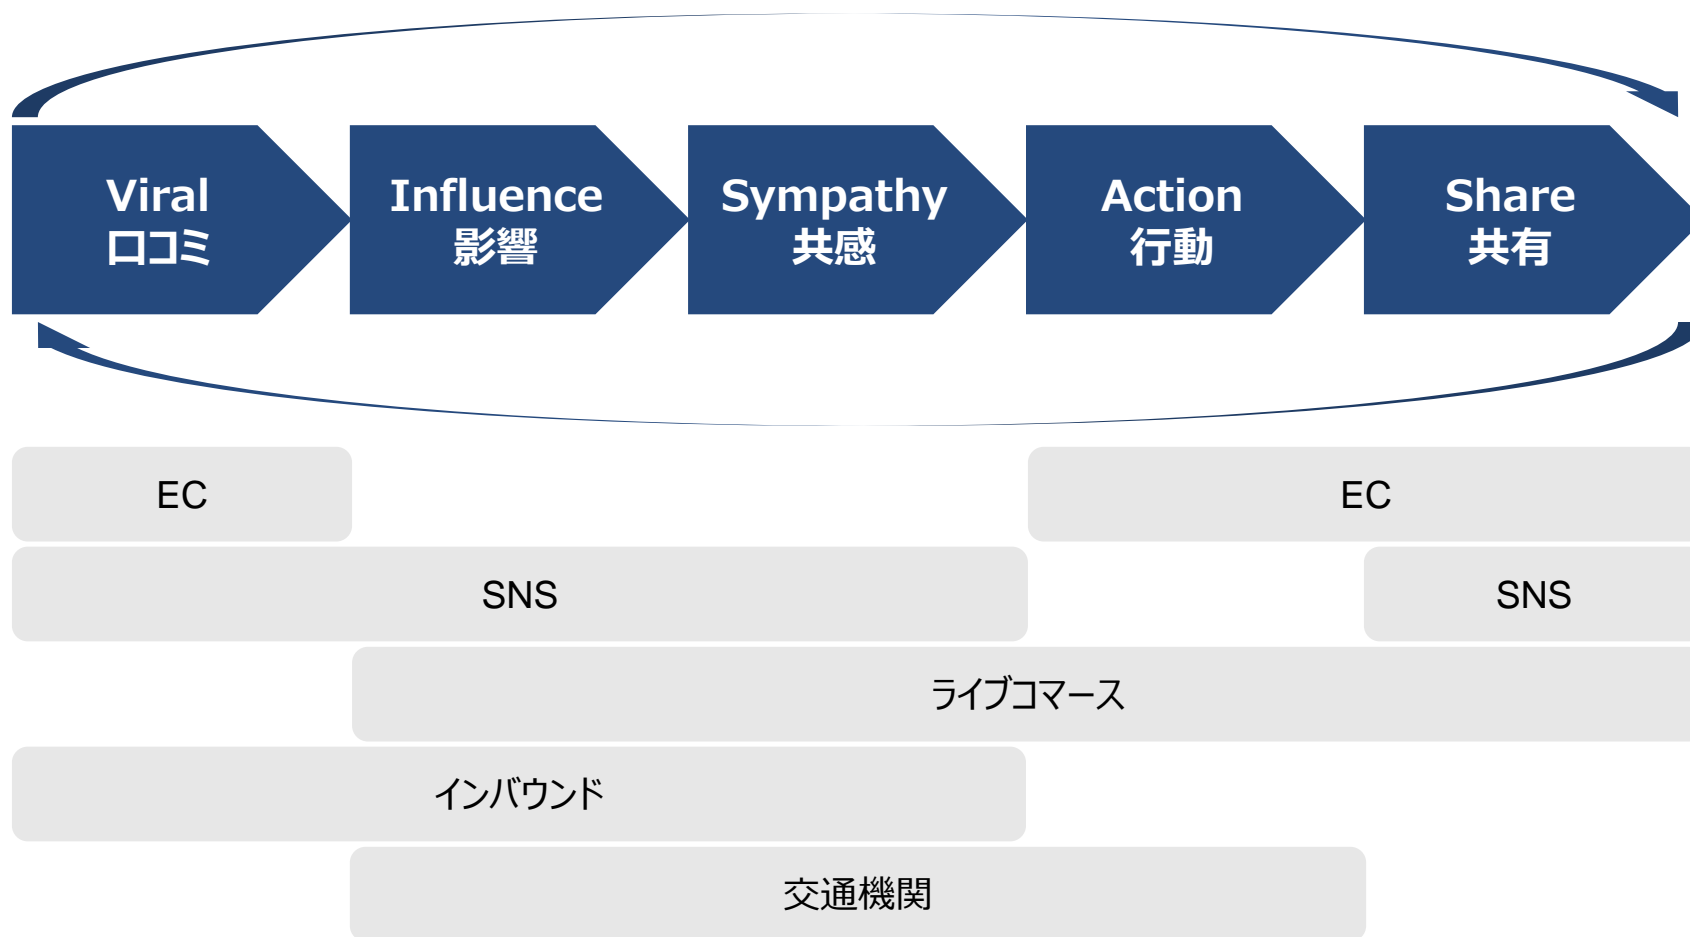 Viral
口コミ
Influence
影響
Sympathy
共感
Action
行動
Share
共有
EC
EC
SNS
SNS
ライブコマース
インバウンド
交通機関